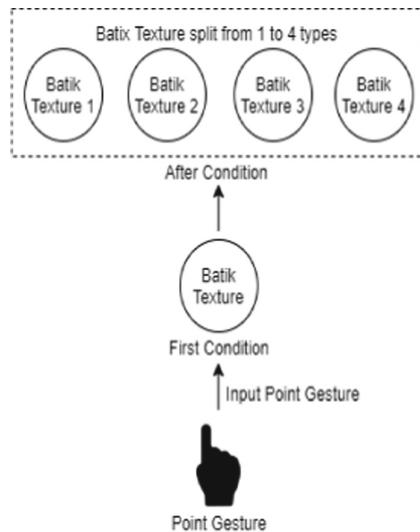 Batix Texture split from 1 to 4 types
Batik
Texture 1
Batik
Texture 2
Batik
Texture 3
Batik
Texture 4
After Condition
Batik
Texture
First Condition
Input Point Gesture
Point Gesture